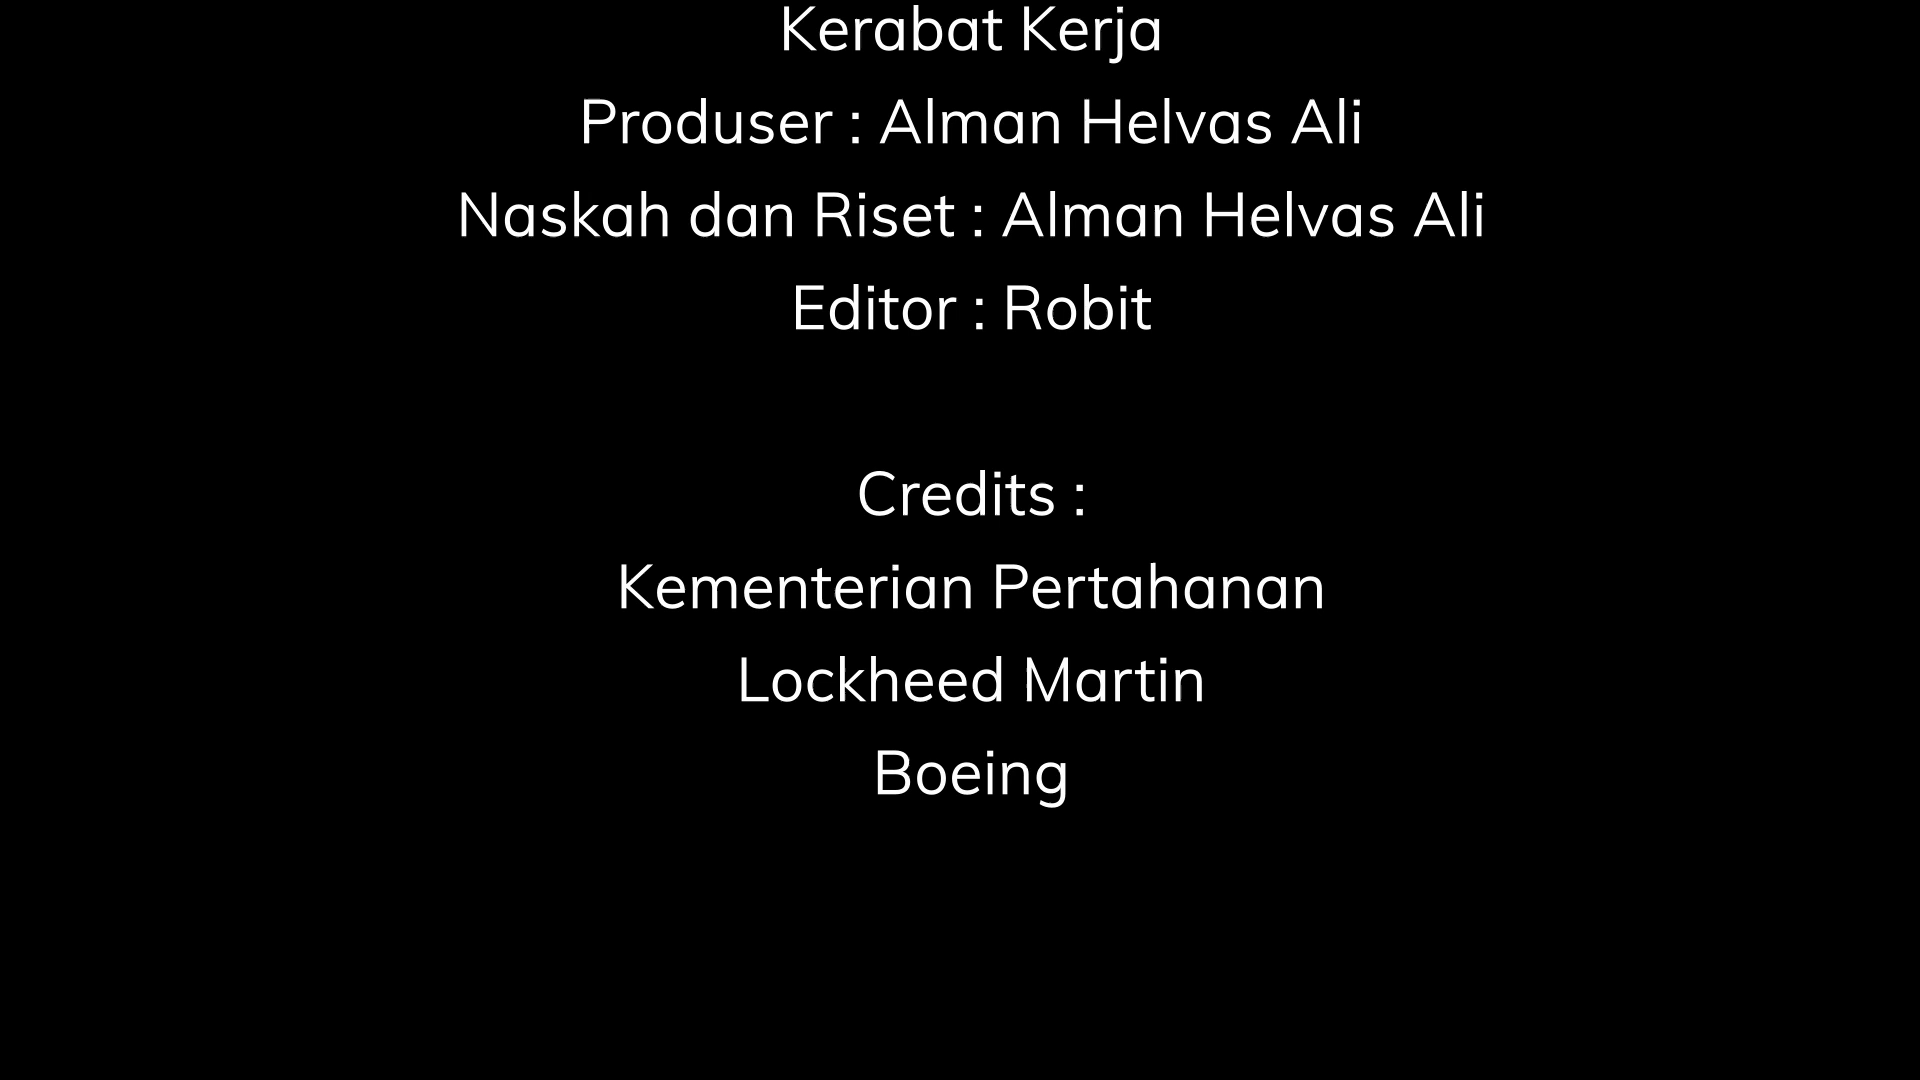 Kerabat Kerja
Produser : Alman Helvas Ali
Naskah dan Riset : Alman Helvas Ali
Editor : Robit
Credits :
Kementerian Pertahanan
Lockheed Martin
Boeing